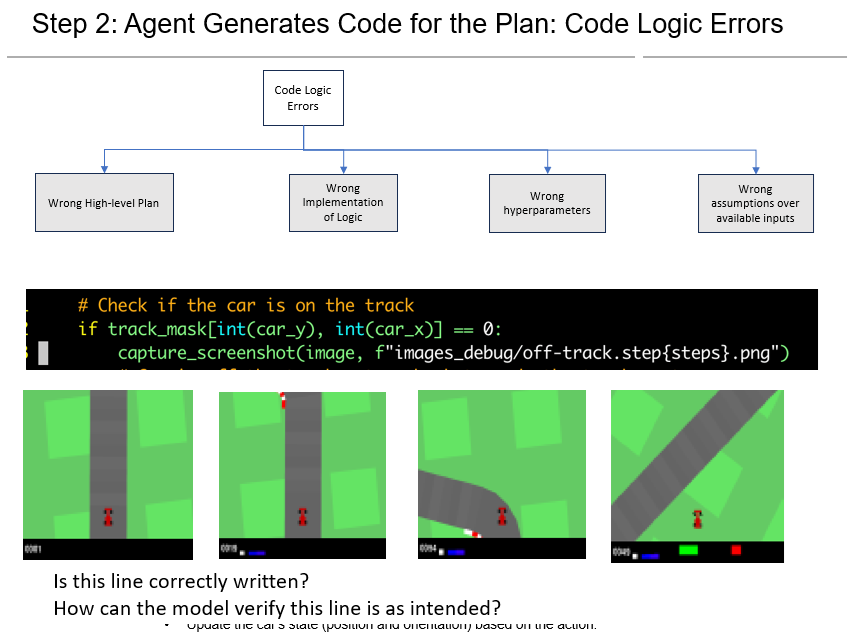 Step 2: Agent Generates Code for the Plan: Code Logic Errors
Code Logic
Errors
Wrong High-level Plan
Wrong
Implementation
of Logic
Wrong
hyperparameters
Wrong
assumptions over
available inputs
# Check if the car is on the track
if track_mask[int(car_y), int(car_x)] == 0:
capture_screenshot(image, f"images_debug/off-track.step{steps}.png")
Is this line correctly written?
How can the model verify this line is as intended?
• Update the car's state (position and orientation) based on the action.